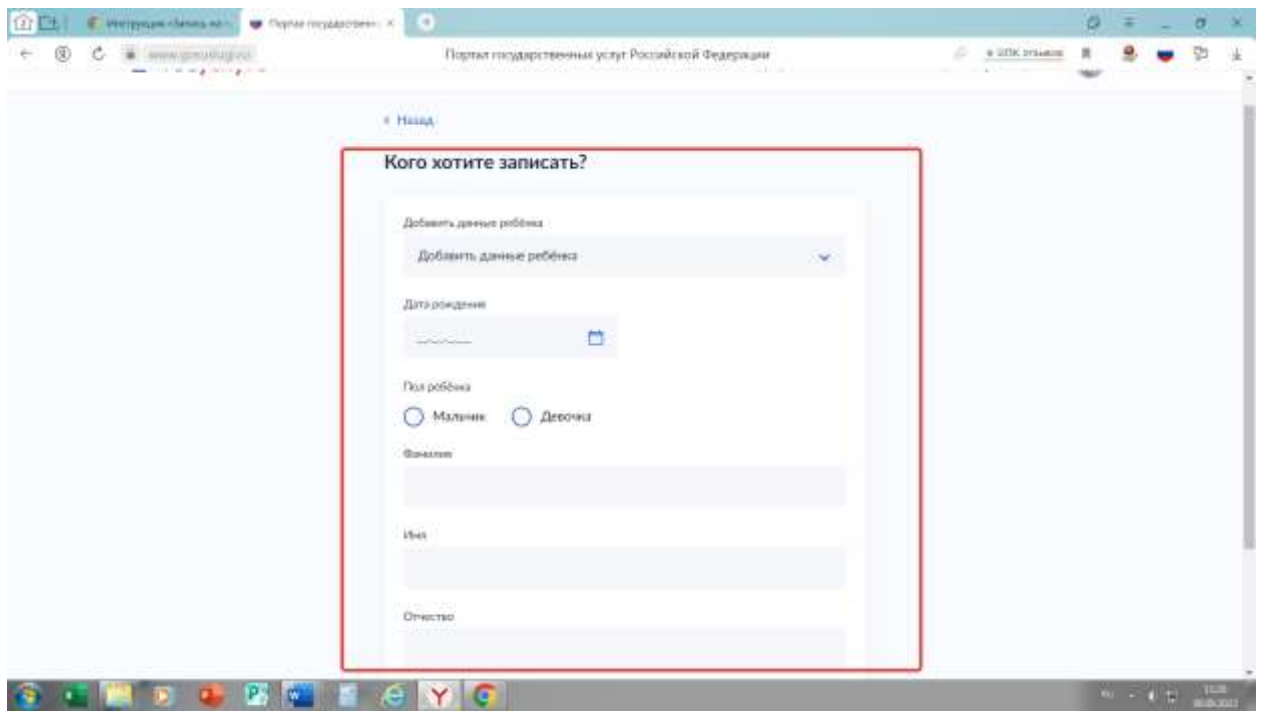 Портал государственных услуг Российской Федерации
Назад
Кого хотите записать?
Добавить данные ребёнка
Добавить данные ребёнка
Дата рождения
Пол ребёнка
Мальчик Девочка
Фамилия
Имя
Отчество